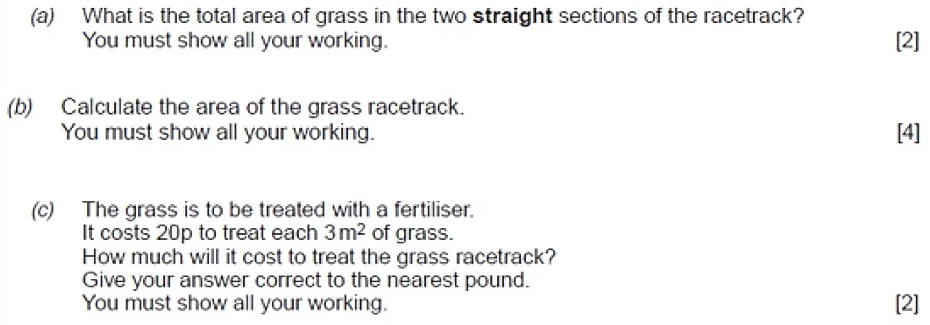 (a) What is the total area of grass in the two straight sections of the racetrack?
You must show all your working. [2]
(b) Calculate the area of the grass racetrack.
You must show all your working. [4]
(c) The grass is to be treated with a fertiliser.
It costs 20p to treat each 3 m² of grass.
How much will it cost to treat the grass racetrack?
Give your answer correct to the nearest pound.
You must show all your working. [2]